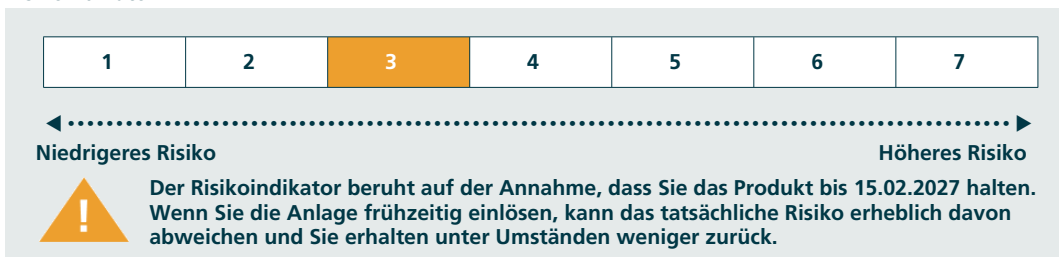 1 2 3 4 5 6 7
Niedrigeres Risiko Höheres Risiko
Der Risikoindikator beruht auf der Annahme, dass Sie das Produkt bis 15.02.2027 halten.
Wenn Sie die Anlage frühzeitig einlösen, kann das tatsächliche Risiko erheblich davon
abweichen und Sie erhalten unter Umständen weniger zurück.